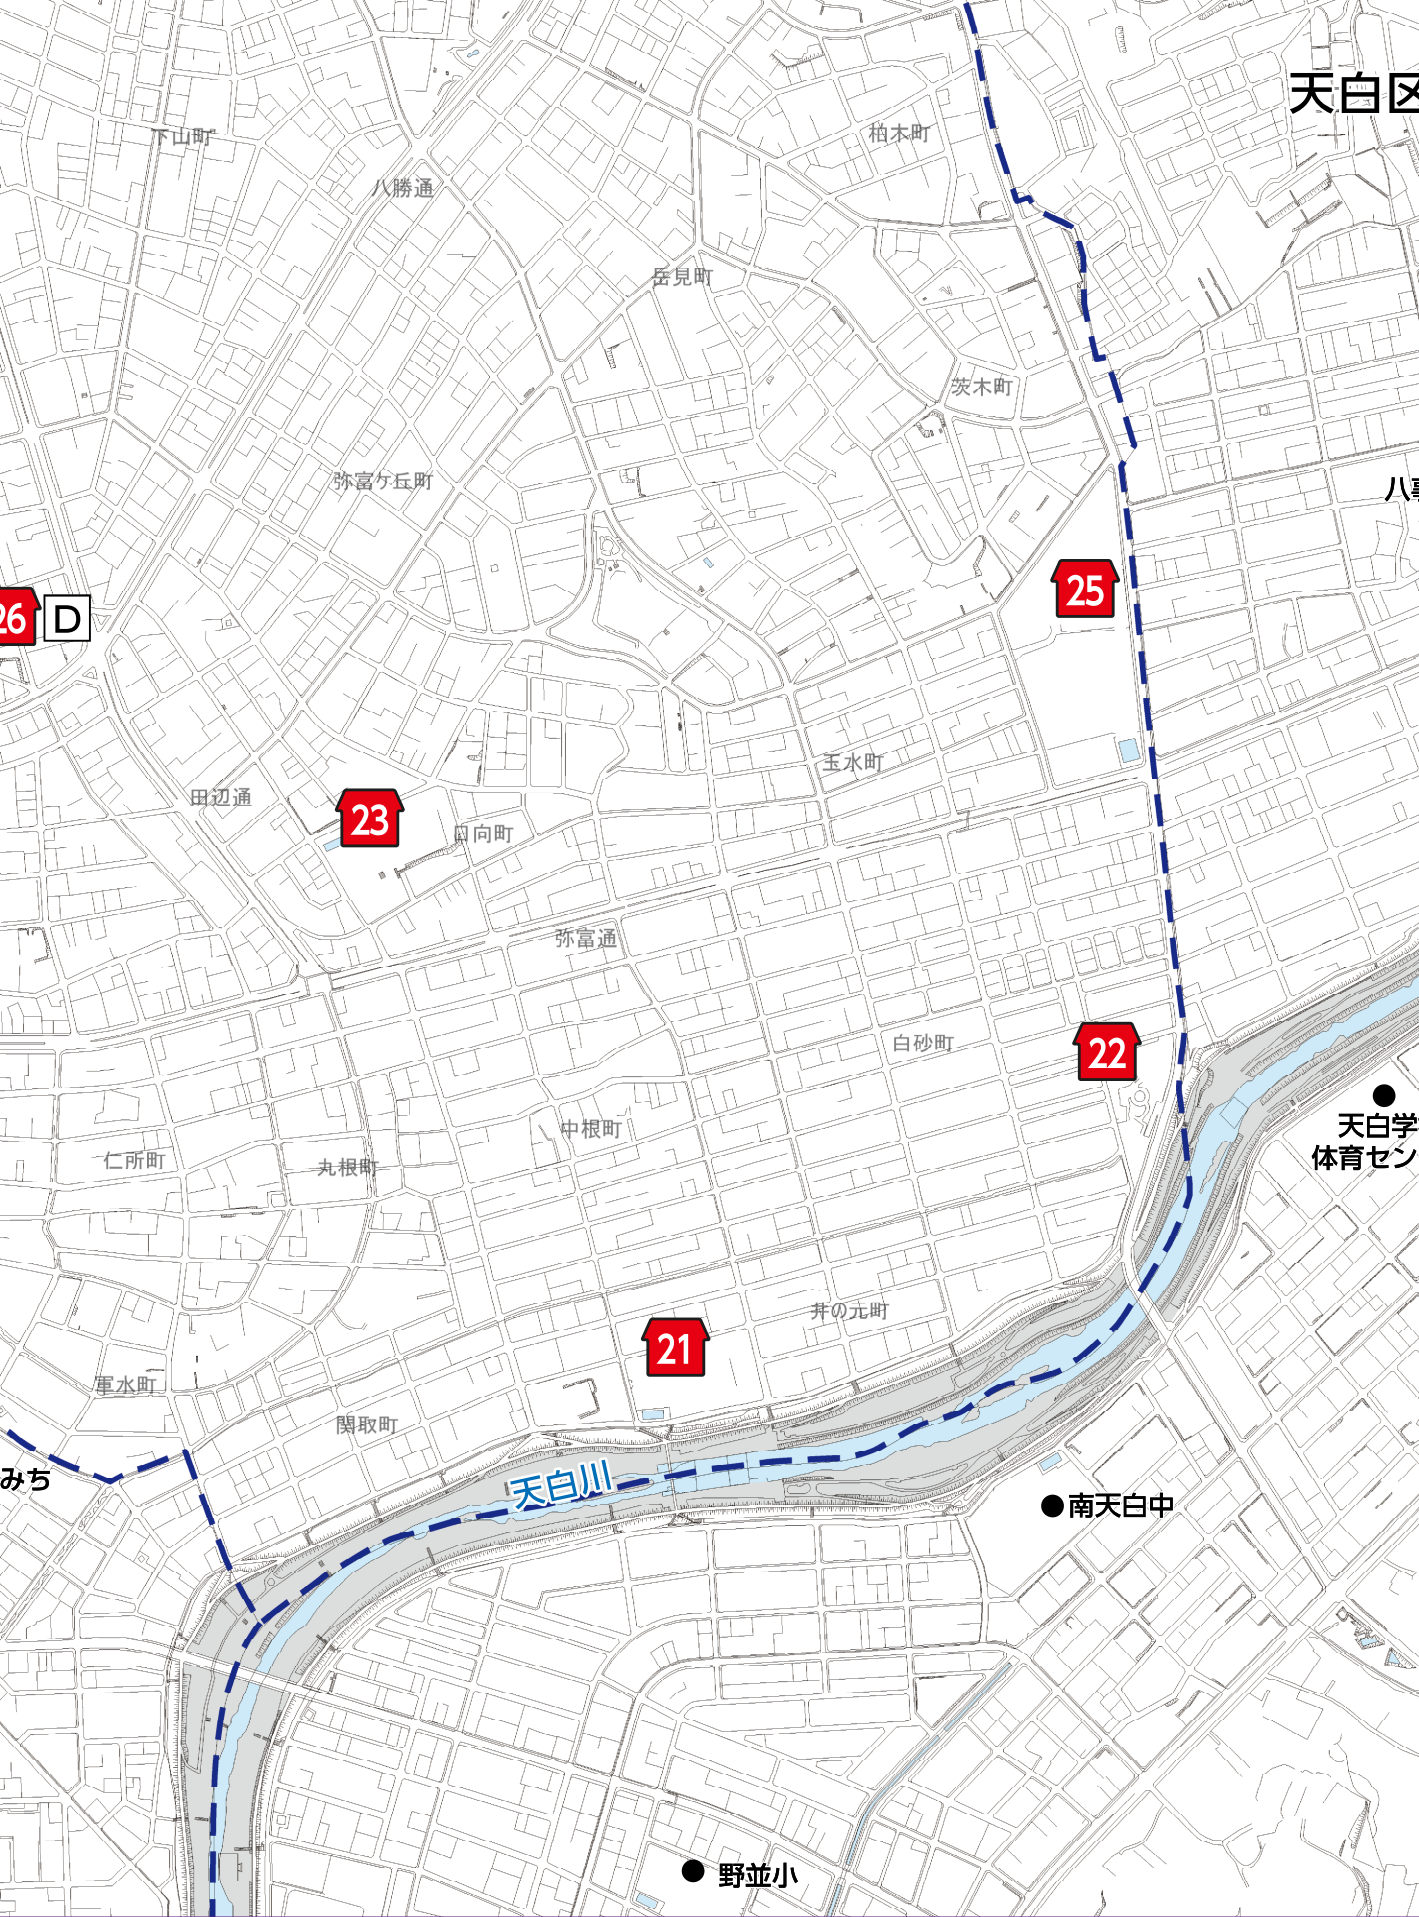 天白区
下山町
柏木町
八勝通
岳見町
茨木町
弥富ケ丘町
八事
25
26 D
玉水町
田辺通
23
日向町
弥富通
白砂町
22
天白学
中根町
体育セン
仁所町
丸根町
井の元町
21
軍水町
関取町
みち
天白川
南天白中
野並小